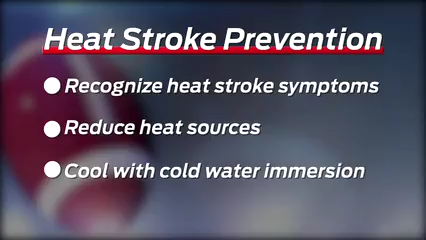 Heat Stroke Prevention
Recognize heat stroke symptoms
Reduce heat sources
Cool with cold water immersion